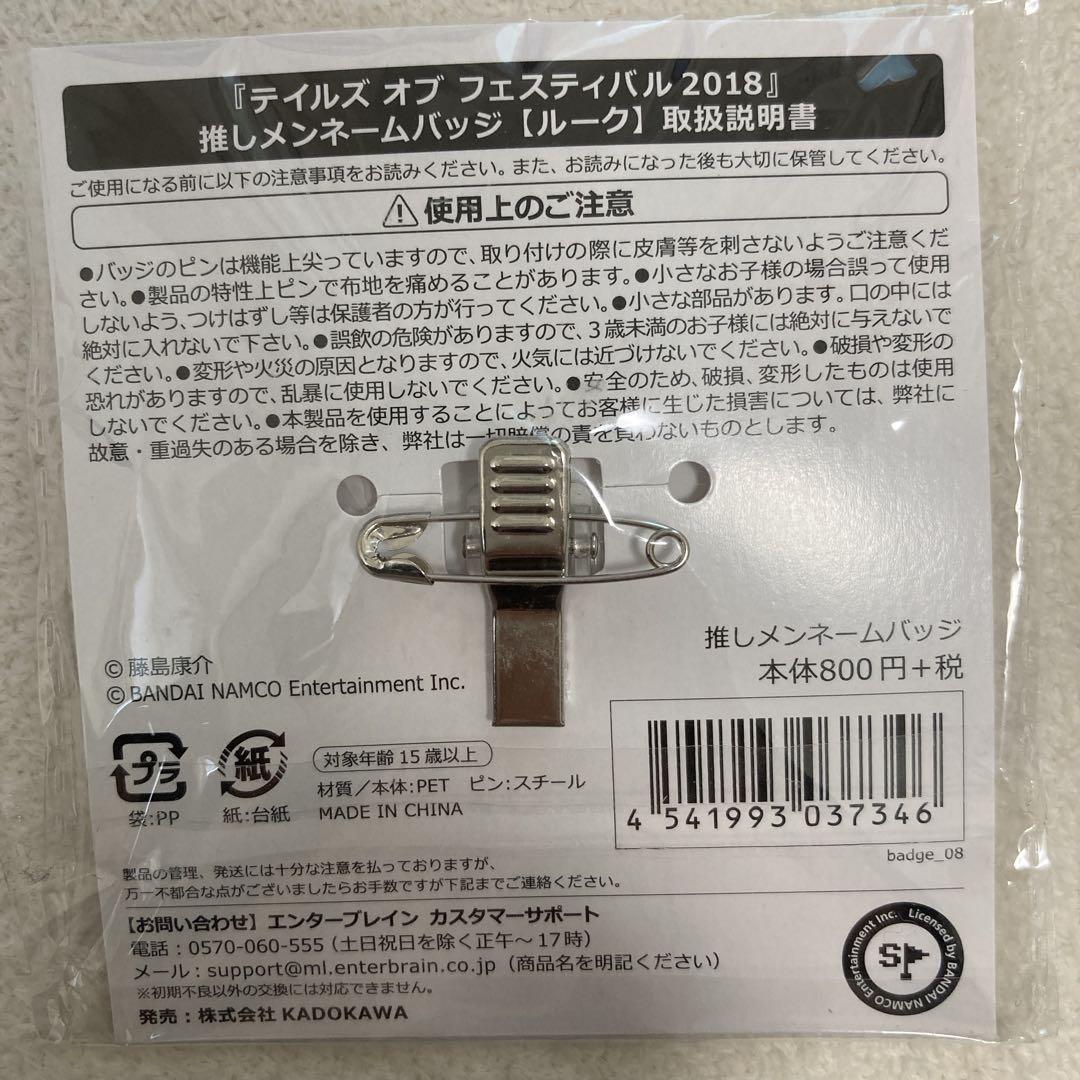 『テイルズ オブ フェスティバル 2018』
推しメンネームバッジ【ルーク】取扱説明書
ご使用になる前に以下の注意事項をお読みください。また、お読みになった後も大切に保管してください。
⚠使用上のご注意
●バッジのピンは機能上尖っていますので、取り付けの際に皮膚等を刺さないようご注意くだ
さい。●製品の特性上ピンで布地を痛めることがあります。●小さなお子様の場合誤って使用
しないよう、つけはずし等は保護者の方が行ってください。●小さな部品があります。口の中には
絶対に入れないで下さい。●誤飲の危険がありますので、3歳未満のお子様には絶対に与えないで
ください。●変形や火災の原因となりますので、火気には近づけないでください。●破損や変形の
恐れがありますので、乱暴に使用しないでください。●安全のため、破損、変形したものは使用
しないでください。●本製品を使用することによってお客様に生じた損害については、弊社に
故意・重過失のある場合を除き、弊社は一切賠償の責を負わないものとします。
推しメンネームバッジ
本体800円+税
© 藤島康介
© BANDAI NAMCO Entertainment Inc.
プラ
袋:PP
紙
紙:台紙
対象年齢15歳以上
材質/本体:PET ピン:スチール
MADE IN CHINA
4 541993 037346
badge_08
製品の管理、発送には十分な注意を払っておりますが、
万一不都合な点がございましたらお手数ですが下記までご連絡ください。
【お問い合わせ】エンターブレイン カスタマーサポート
電話:0570-060-555(土日祝日を除く正午〜17時)
メール:support@ml.enterbrain.co.jp(商品名を明記ください)
※初期不良以外の交換には対応できません。
発売:株式会社KADOKAWA
Licensed by BANDAI NAMCO Entertainment Inc.
SP